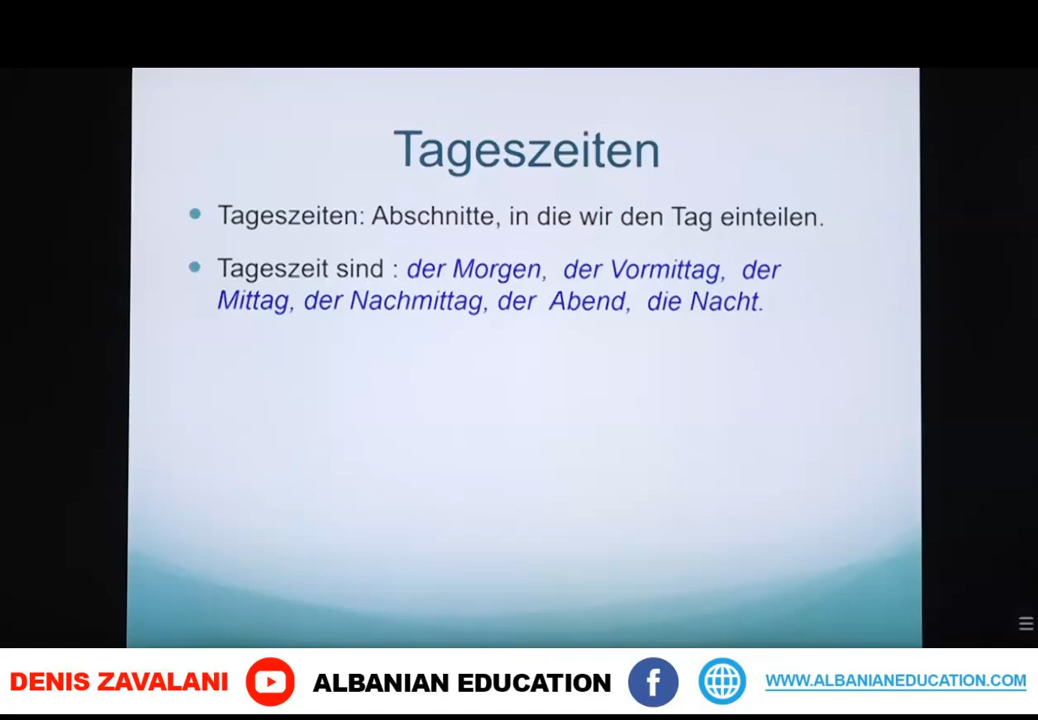 Tageszeiten
Tageszeiten: Abschnitte, in die wir den Tag einteilen.
Tageszeit sind : der Morgen, der Vormittag, der
Mittag, der Nachmittag, der Abend, die Nacht.
DENIS ZAVALANI ALBANIAN EDUCATION f WWW.ALBANIANEDUCATION.COM